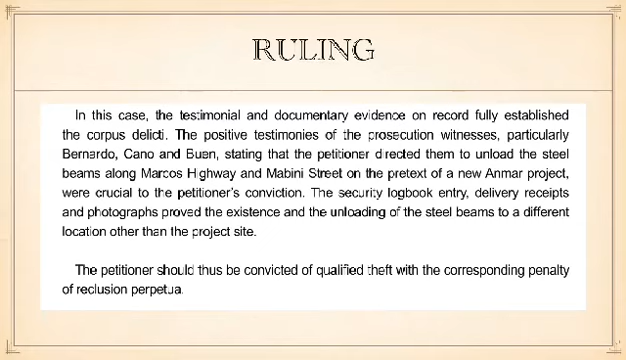 RULING
In this case, the testimonial and documentary evidence on record fully established
the corpus delicti. The positive testimonies of the prosecution witnesses, particularly
Bernardo, Cano and Buen, stating that the petitioner directed them to unload the steel
beams along Marcos Highway and Mabini Street on the pretext of a new Anmar project,
were crucial to the petitioner's conviction. The security logbook entry, delivery receipts
and photographs proved the existence and the unloading of the steel beams to a different
location other than the project site.
The petitioner should thus be convicted of qualified theft with the corresponding penalty
of reclusion perpetua.